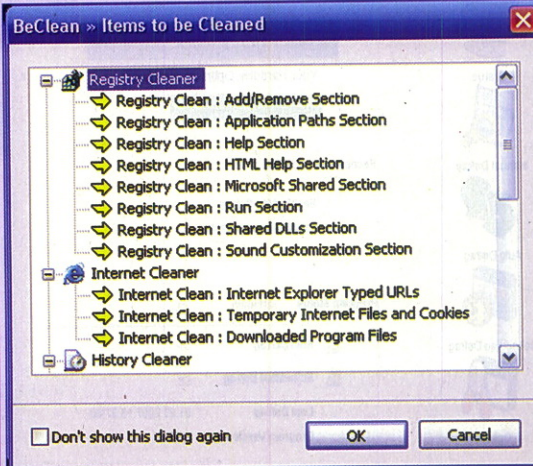 BeClean » Items to be Cleaned
Registry Cleaner
Registry Clean : Add/Remove Section
Registry Clean : Application Paths Section
Registry Clean : Help Section
Registry Clean : HTML Help Section
Registry Clean : Microsoft Shared Section
Registry Clean : Run Section
Registry Clean : Shared DLLs Section
Registry Clean : Sound Customization Section
Internet Cleaner
Internet Clean : Internet Explorer Typed URLs
Internet Clean : Temporary Internet Files and Cookies
Internet Clean : Downloaded Program Files
History Cleaner
Don't show this dialog again
OK
Cancel